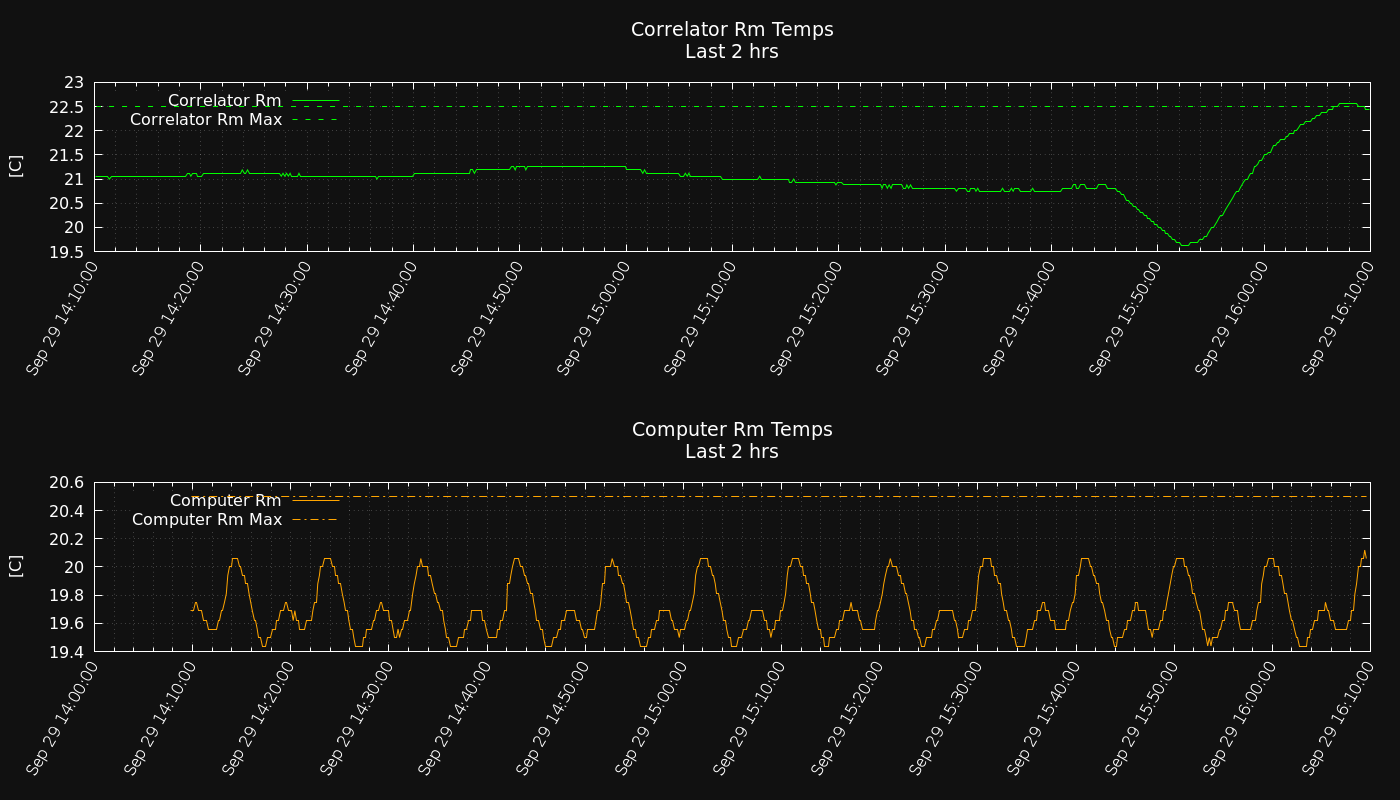 Correlator Rm Temps
Last 2 hrs
23
22.5
22
21.5
21
20.5
20
19.5
[C]
Correlator Rm
Correlator Rm Max
Sep 29 14:10:00
Sep 29 14:20:00
Sep 29 14:30:00
Sep 29 14:40:00
Sep 29 14:50:00
Sep 29 15:00:00
Sep 29 15:10:00
Sep 29 15:20:00
Sep 29 15:30:00
Sep 29 15:40:00
Sep 29 15:50:00
Sep 29 16:00:00
Sep 29 16:10:00
Computer Rm Temps
Last 2 hrs
20.6
20.4
20.2
20
19.8
19.6
19.4
[C]
Computer Rm
Computer Rm Max
Sep 29 14:00:00
Sep 29 14:10:00
Sep 29 14:20:00
Sep 29 14:30:00
Sep 29 14:40:00
Sep 29 14:50:00
Sep 29 15:00:00
Sep 29 15:10:00
Sep 29 15:20:00
Sep 29 15:30:00
Sep 29 15:40:00
Sep 29 15:50:00
Sep 29 16:00:00
Sep 29 16:10:00